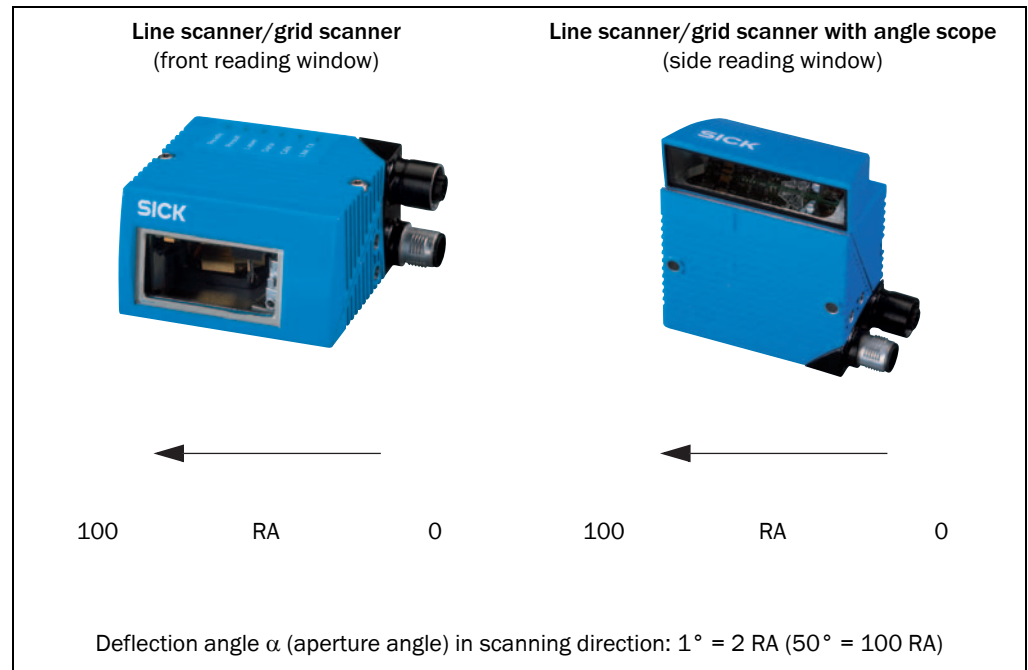 Line scanner/grid scanner
(front reading window)
Line scanner/grid scanner with angle scope
(side reading window)
SICK
SICK
100 RA 0
100 RA 0
Deflection angle α (aperture angle) in scanning direction: 1° = 2 RA (50° = 100 RA)